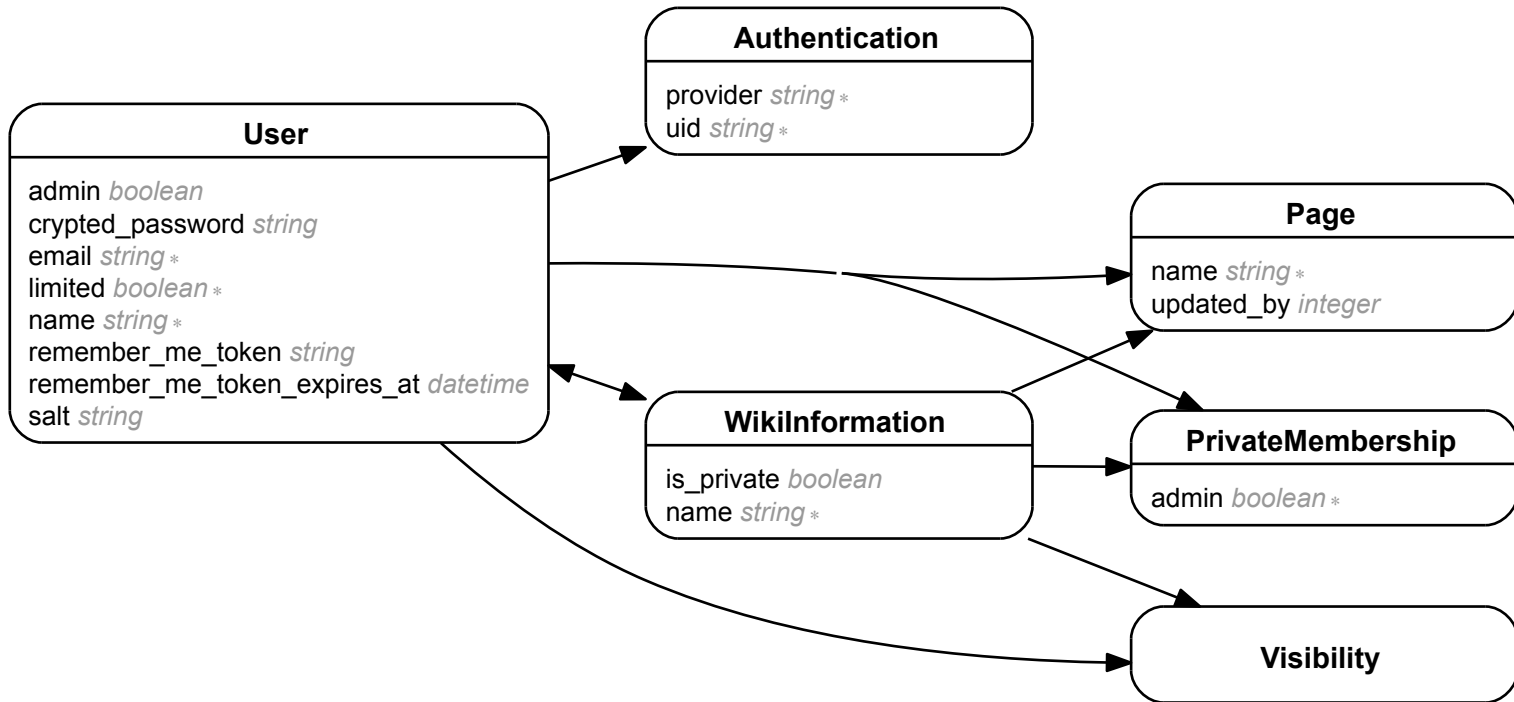 Authentication
provider string ∗
uid string ∗
User
admin boolean
crypted_password string
email string ∗
limited boolean ∗
name string ∗
remember_me_token string
remember_me_token_expires_at datetime
salt string
Page
name string ∗
updated_by integer
WikiInformation
is_private boolean
name string ∗
PrivateMembership
admin boolean ∗
Visibility